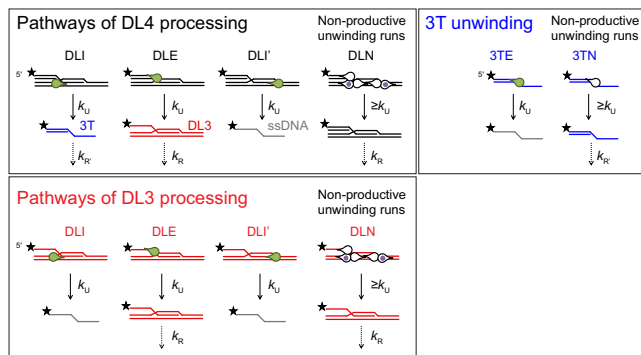 Pathways of DL4 processing
Non-productive
unwinding runs
DLI DLE DLI' DLN
5'
kU kU kU ≥kU
3T DL3 ssDNA
kR' kR kR
3T unwinding
Non-productive
unwinding runs
3TE 3TN
kU ≥kU
kR'
Pathways of DL3 processing
Non-productive
unwinding runs
DLI DLE DLI' DLN
5'
kU kU kU ≥kU
kR kR